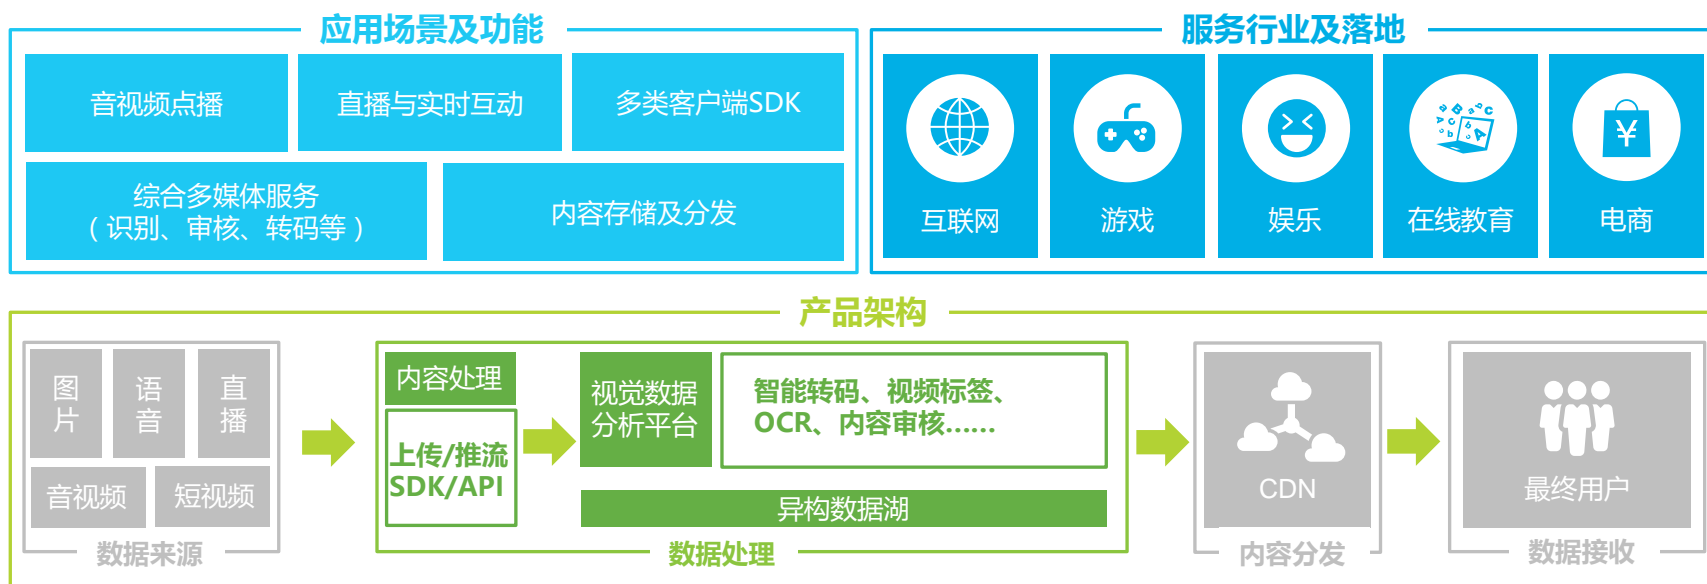 应用场景及功能
音视频点播
直播与实时互动
多类客户端SDK
综合多媒体服务
（识别、审核、转码等）
内容存储及分发
服务行业及落地
互联网
游戏
娱乐
在线教育
¥
电商
产品架构
图片
语音
直播
音视频
短视频
数据来源
内容处理
上传/推流
SDK/API
视觉数据
分析平台
智能转码、视频标签、
OCR、内容审核......
异构数据湖
数据处理
CDN
内容分发
最终用户
数据接收